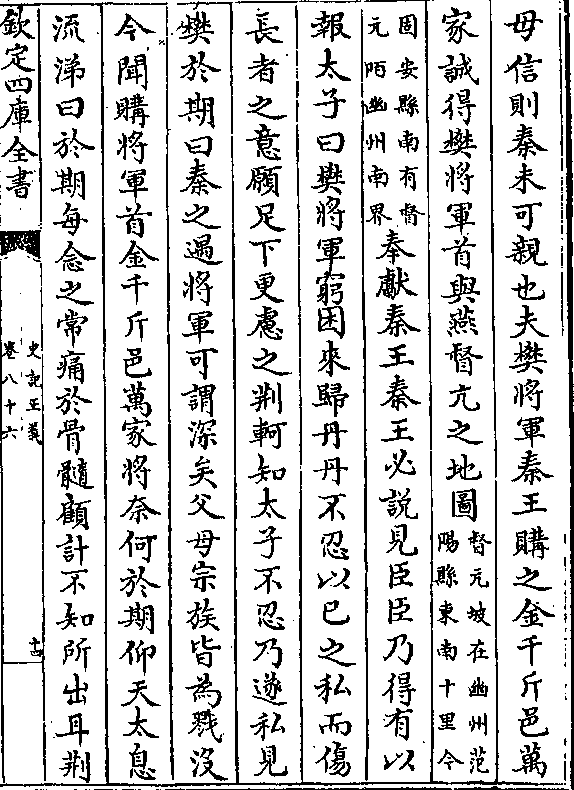 毋信則秦未可親也夫樊將軍秦王購之金千斤邑萬
家誠得樊將軍首與燕督亢之地圖督亢坡在幽州范陽縣東南十里今
固安縣南有督亢陌幽州南界奉獻秦王秦王必説見臣臣乃得有以
報太子曰樊將軍窮困來歸丹丹不忍以已之私而傷
長者之意願足下更慮之荆軻知太子不忍乃遂私見
樊於期曰秦之遇將軍可謂深矣父母宗族皆為戮沒
今聞購將軍首金千斤邑萬家將奈何於期仰天太息
流涕曰於期每念之常痛於骨髓顧計不知所出耳荆
欽定四庫全書
史記正義
卷八十六
十四